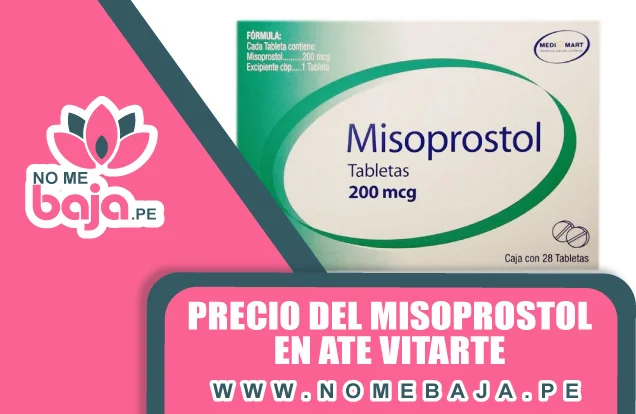 FÓRMULA:
Cada Tableta contiene:
Misoprostol........200 mcg
Excipiente cbp....1 Tableta
MEDI MART
Misoprostol
Tabletas
200 mcg
Caja con 28 Tabletas
NO ME
baja.PE
PRECIO DEL MISOPROSTOL
EN ATE VITARTE
WWW.NOMEBAJA.PE